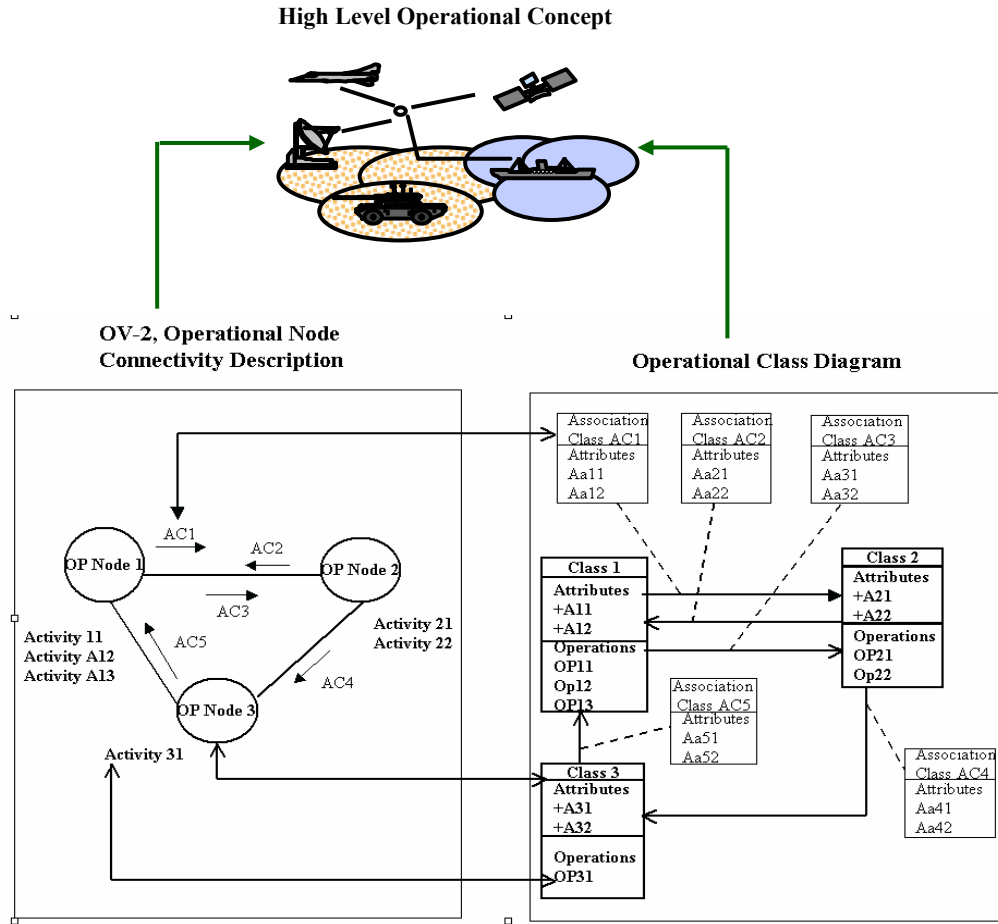 High Level Operational Concept
OV-2, Operational Node
Connectivity Description
AC1
AC2
OP Node 1
OP Node 2
AC3
Activity 11
Activity A12
Activity A13
AC5
Activity 21
Activity 22
AC4
OP Node 3
Activity 31
Operational Class Diagram
Association
Class AC1
Attributes
Aa11
Aa12
Association
Class AC2
Attributes
Aa21
Aa22
Association
Class AC3
Attributes
Aa31
Aa32
Class 1
Attributes
+A11
+A12
Operations
OP11
Op12
OP13
Class 2
Attributes
+A21
+A22
Operations
OP21
Op22
Association
Class AC5
Attributes
Aa51
Aa52
Class 3
Attributes
+A31
+A32
Operations
OP31
Association
Class AC4
Attributes
Aa41
Aa42